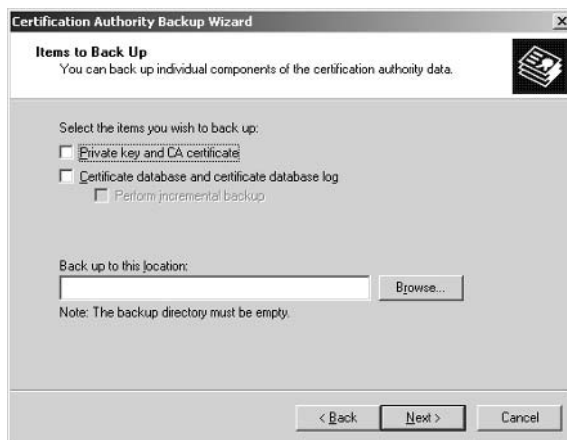 Certification Authority Backup Wizard
Items to Back Up
You can back up individual components of the certification authority data.
Select the items you wish to back up:
Private key and CA certificate
Certificate database and certificate database log
Perform incremental backup
Back up to this location:
Browse...
Note: The backup directory must be empty.
< Back
Next >
Cancel